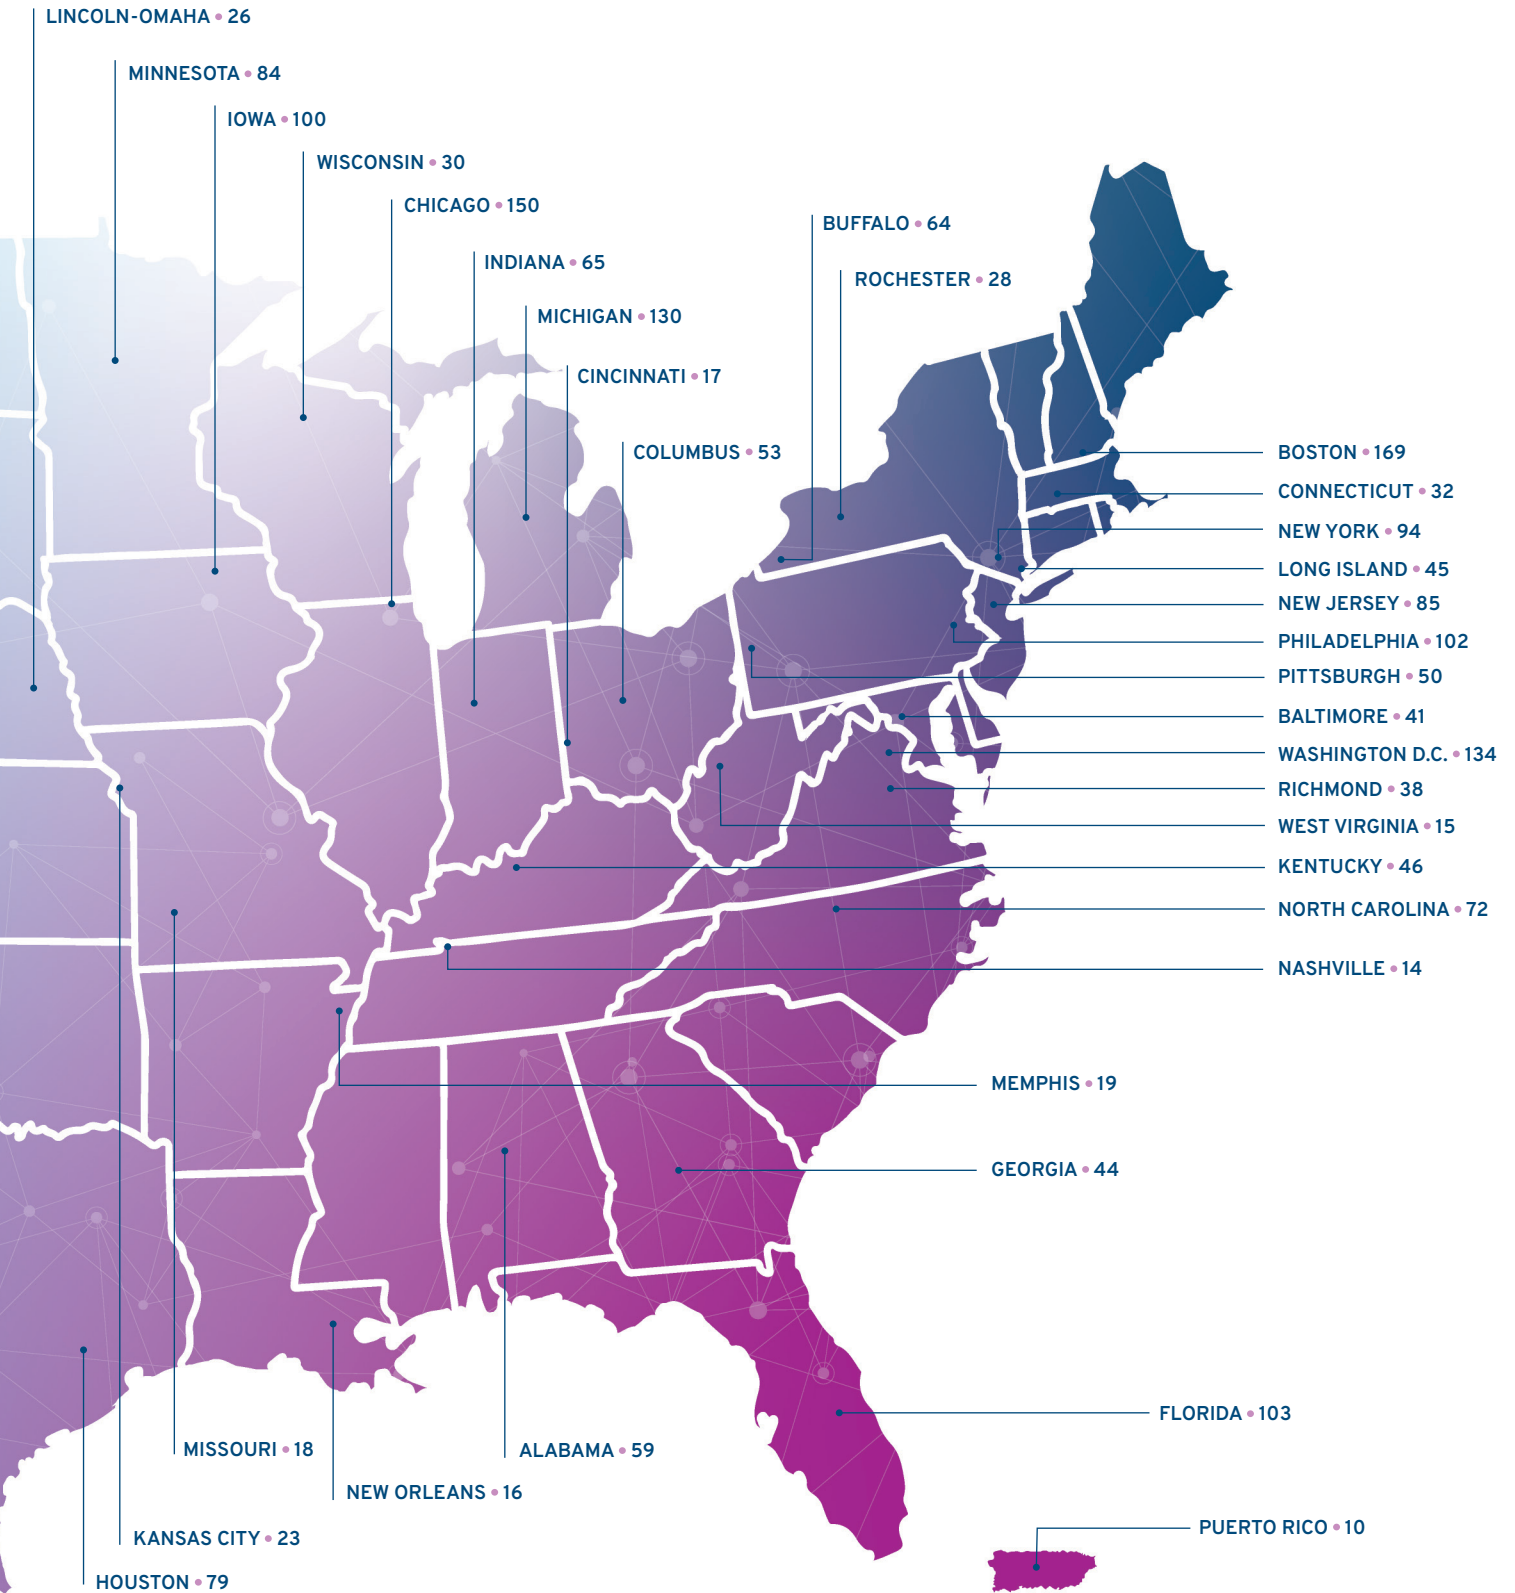 LINCOLN-OMAHA • 26
MINNESOTA • 84
IOWA • 100
WISCONSIN • 30
CHICAGO • 150
BUFFALO • 64
INDIANA • 65
ROCHESTER • 28
MICHIGAN • 130
CINCINNATI • 17
COLUMBUS • 53
BOSTON • 169
CONNECTICUT • 32
NEW YORK • 94
LONG ISLAND • 45
NEW JERSEY • 85
PHILADELPHIA • 102
PITTSBURGH • 50
BALTIMORE • 41
WASHINGTON D.C. • 134
RICHMOND • 38
WEST VIRGINIA • 15
KENTUCKY • 46
NORTH CAROLINA • 72
NASHVILLE • 14
MEMPHIS • 19
GEORGIA • 44
FLORIDA • 103
MISSOURI • 18
ALABAMA • 59
NEW ORLEANS • 16
PUERTO RICO • 10
KANSAS CITY • 23
HOUSTON • 79